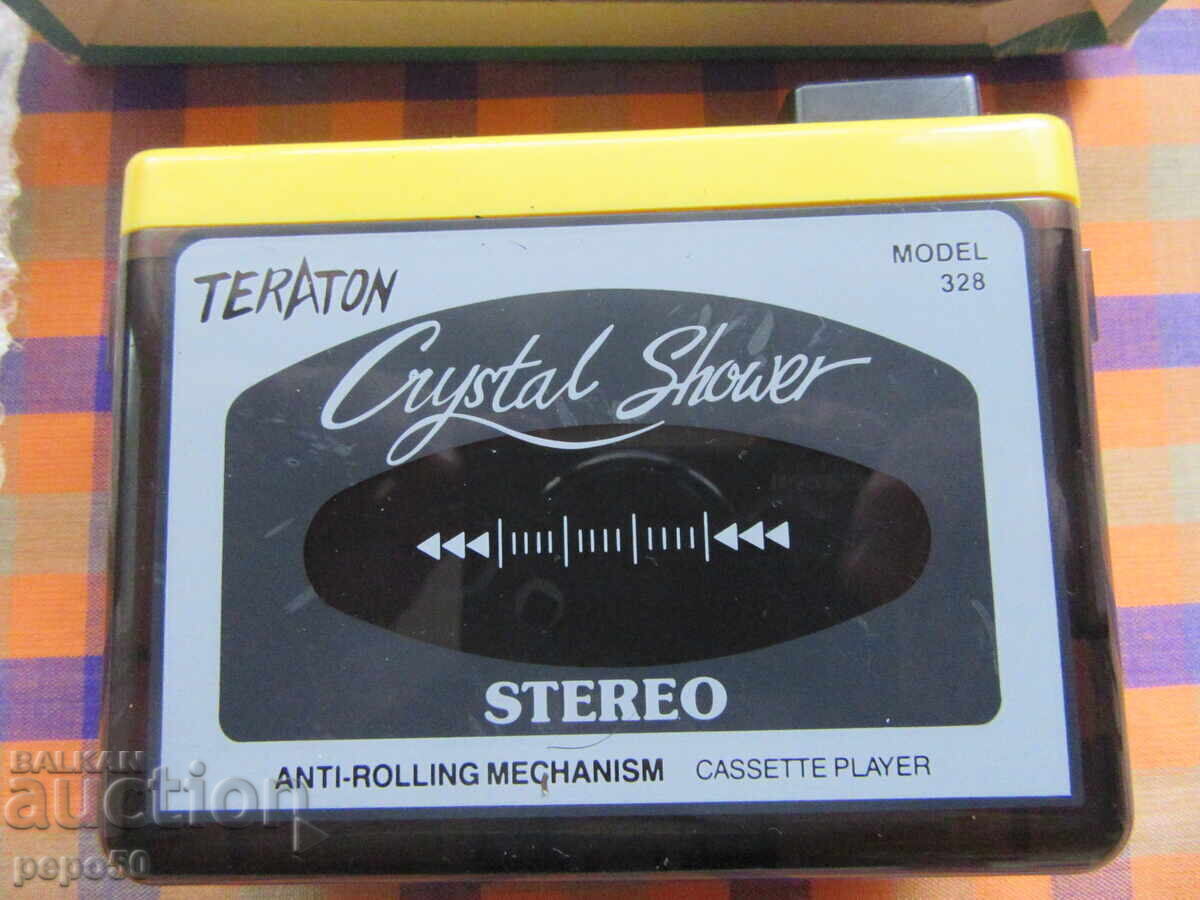 TERATON
MODEL
328
Crystal Shower
STEREO
ANTI-ROLLING MECHANISM CASSETTE PLAYER
BALKAN
auction
pepo50